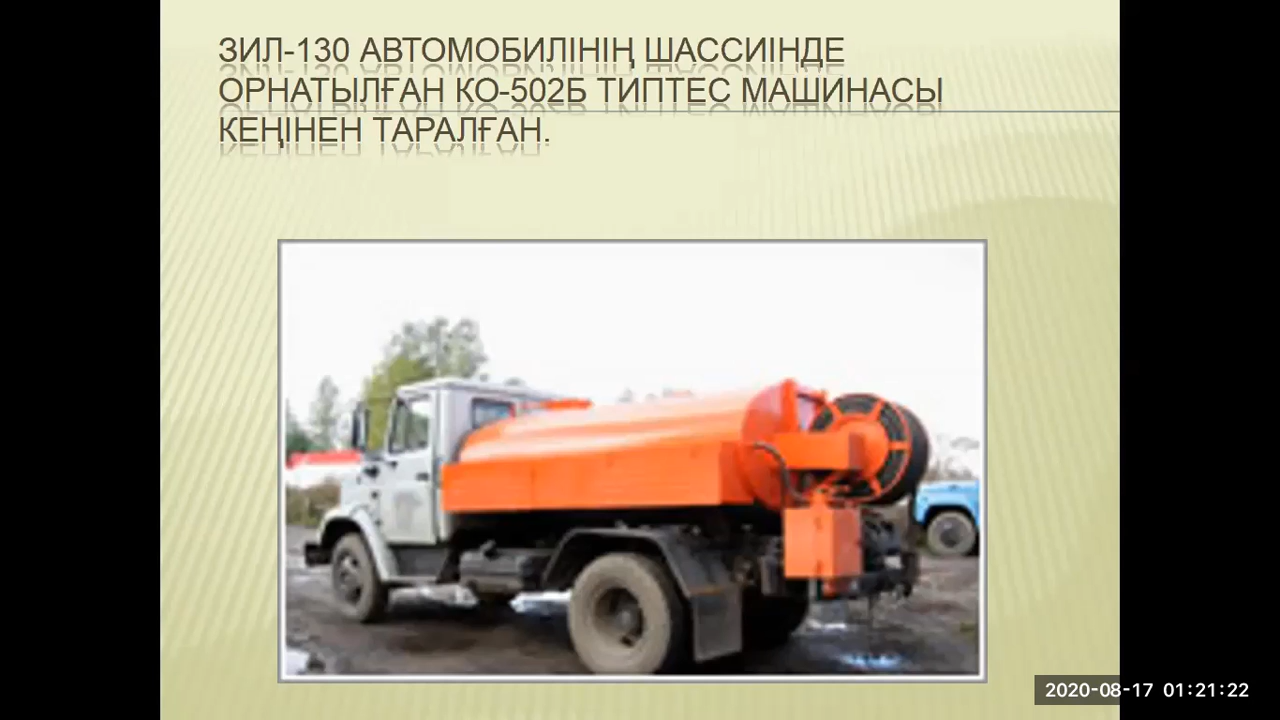 ЗИЛ-130 АВТОМОБИЛІНІҢ ШАССИІНДЕ
ОРНАТЫЛҒАН КО-502Б ТИПТЕС МАШИНАСЫ
КЕҢІНЕН ТАРАЛҒАН.
2020-08-17 01:21:22